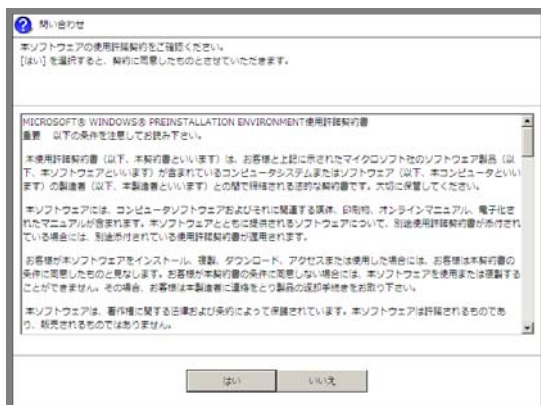 問い合わせ
本ソフトウェアの使用許諾契約をご確認ください。
[はい] を選択すると、契約に同意したものとさせていただきます。
MICROSOFT® WINDOWS® PREINSTALLATION ENVIRONMENT使用許諾契約書
重要 以下の条件を注意してお読み下さい。
本使用許諾契約書（以下、本契約書といいます）は、お客様と上記に示されたマイクロソフト社のソフトウェア製品（以
下、本ソフトウェアといいます）が含まれているコンピュータシステムまたはソフトウェア（以下、本コンピュータといい
ます）の製造者（以下、本製造者といいます）との間で締結される法的な契約書です。大切に保管してください。
本ソフトウェアには、コンピュータソフトウェアおよびそれに関連する媒体、印刷物、オンラインマニュアル、電子化さ
れたマニュアルが含まれます。本ソフトウェアとともに提供されるソフトウェアについて、別途使用許諾契約書が添付され
ている場合には、別途添付されている使用許諾契約書が適用されます。
お客様が本ソフトウェアをインストール、複製、ダウンロード、アクセスまたは使用した場合には、お客様は本契約書の
条件に同意したものと見なします。お客様が本契約書の条件に同意しない場合には、本ソフトウェアを使用または複製する
ことができません。その場合、お客様は本製造者に連絡をとり製品の返却手続きをお取り下さい。
本ソフトウェアは、著作権に関する法律および条約によって保護されています。本ソフトウェアは許諾されるものであ
り、販売されるものではありません。
はい
いいえ